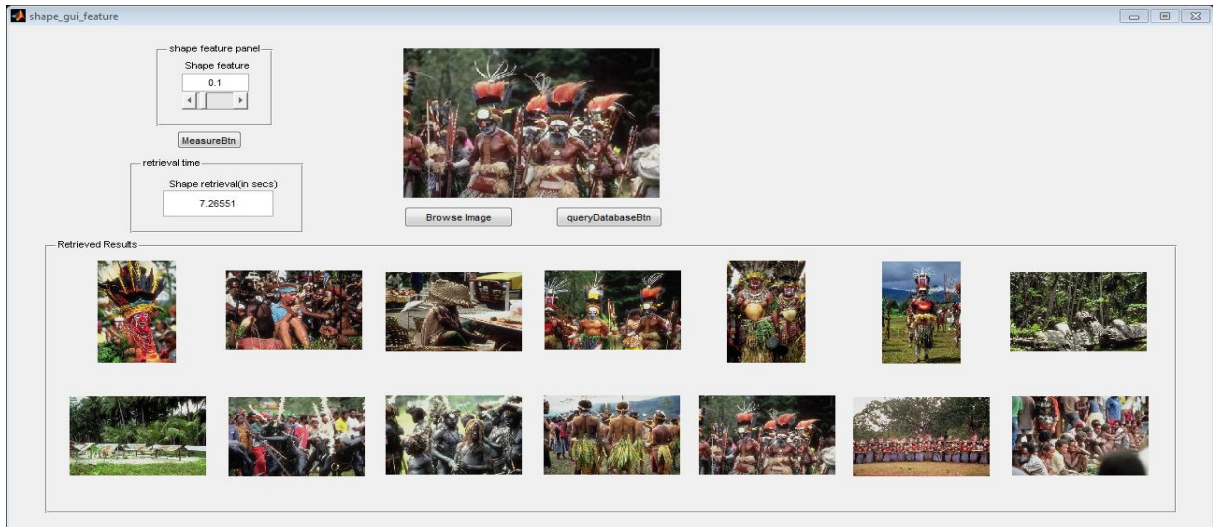 shape_gui_feature
shape feature panel
Shape feature
0.1
MeasureBtn
retrieval time
Shape retrieval(in secs)
7.26551
Browse Image
queryDatabaseBtn
Retrieved Results